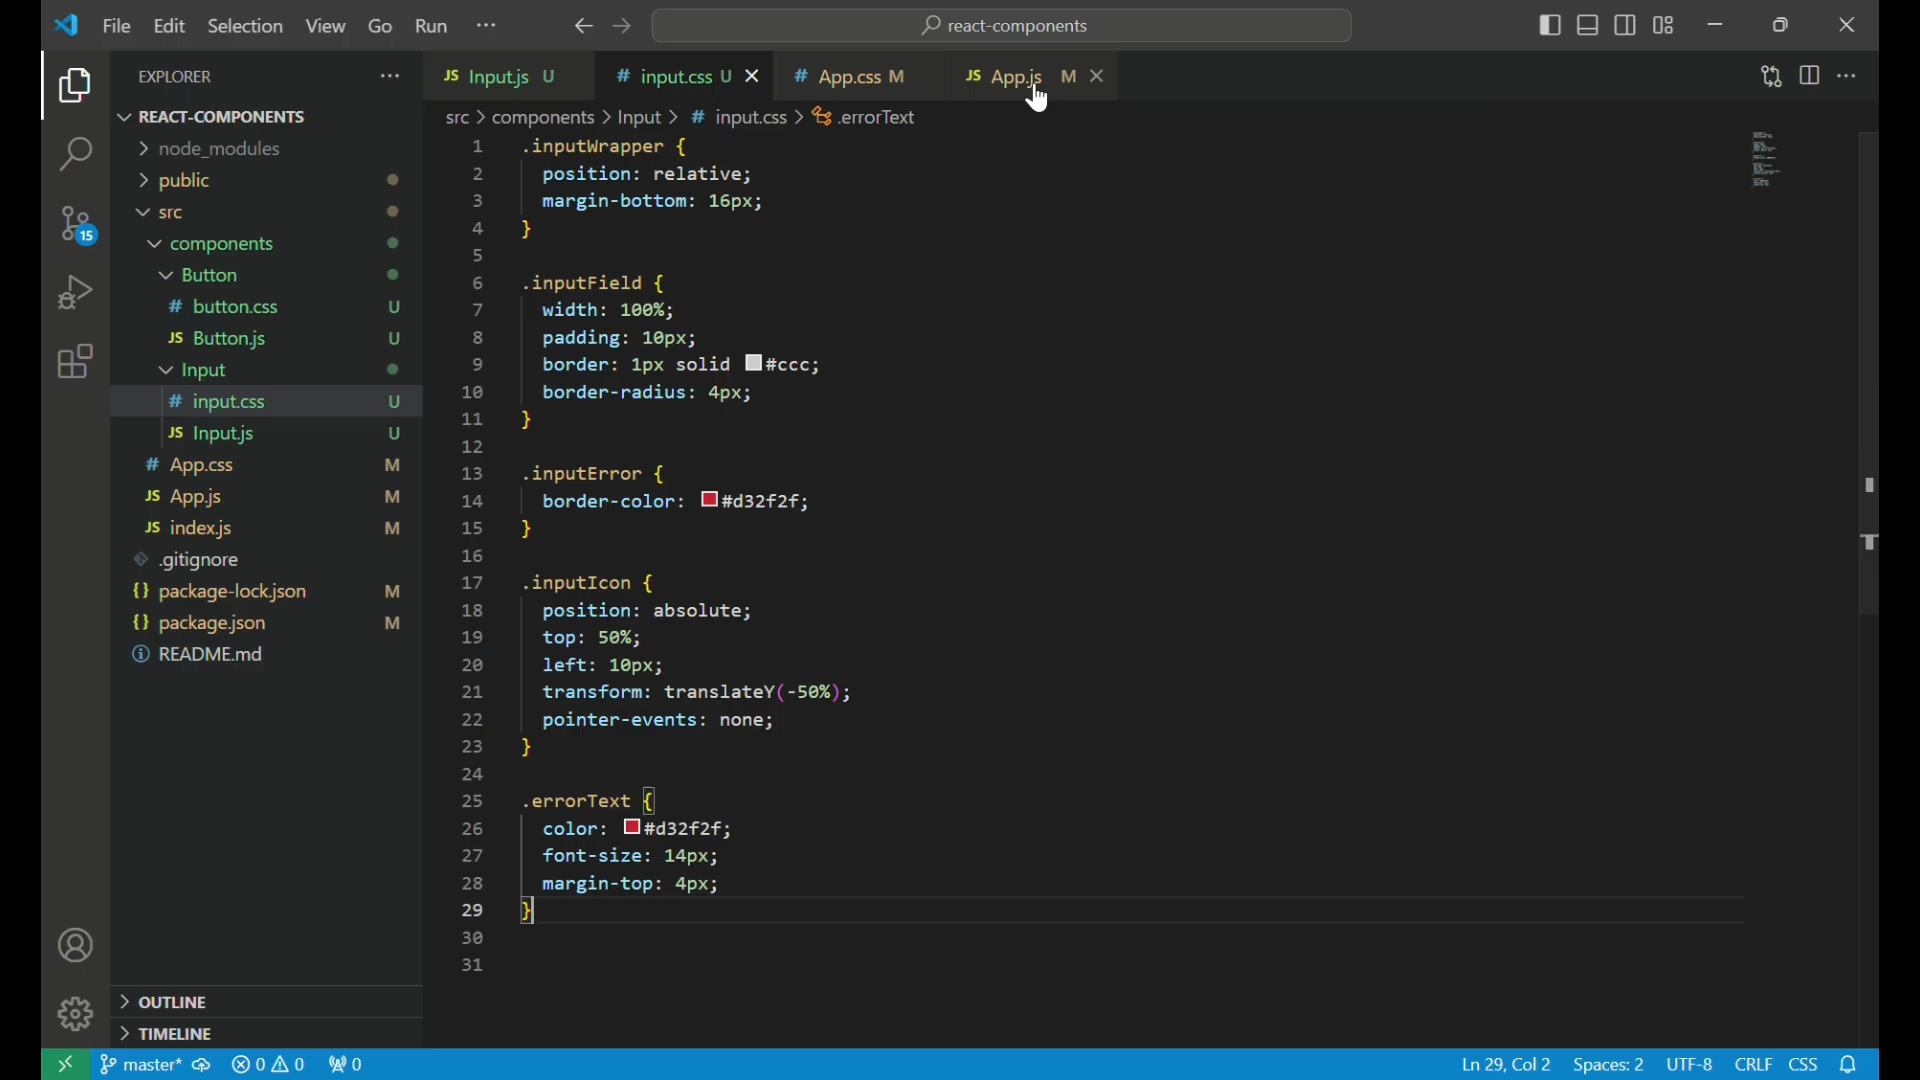 File Edit Selection View Go Run ···
react-components
EXPLORER ···
REACT-COMPONENTS
node_modules
public
src
components
Button
# button.css U
JS Button.js U
Input
# input.css U
JS Input.js U
# App.css M
JS App.js M
JS index.js M
.gitignore
{} package-lock.json M
{} package.json M
README.md
OUTLINE
TIMELINE
15
JS Input.js U # input.css U # App.css M JS App.js M
src > components > Input > # input.css > .errorText
1 .inputWrapper {
2 position: relative;
3 margin-bottom: 16px;
4 }
5
6 .inputField {
7 width: 100%;
8 padding: 10px;
9 border: 1px solid #ccc;
10 border-radius: 4px;
11 }
12
13 .inputError {
14 border-color: #d32f2f;
15 }
16
17 .inputIcon {
18 position: absolute;
19 top: 50%;
20 left: 10px;
21 transform: translateY(-50%);
22 pointer-events: none;
23 }
24
25 .errorText {
26 color: #d32f2f;
27 font-size: 14px;
28 margin-top: 4px;
29 }
30
31
master* 0 0 0 Ln 29, Col 2 Spaces: 2 UTF-8 CRLF CSS